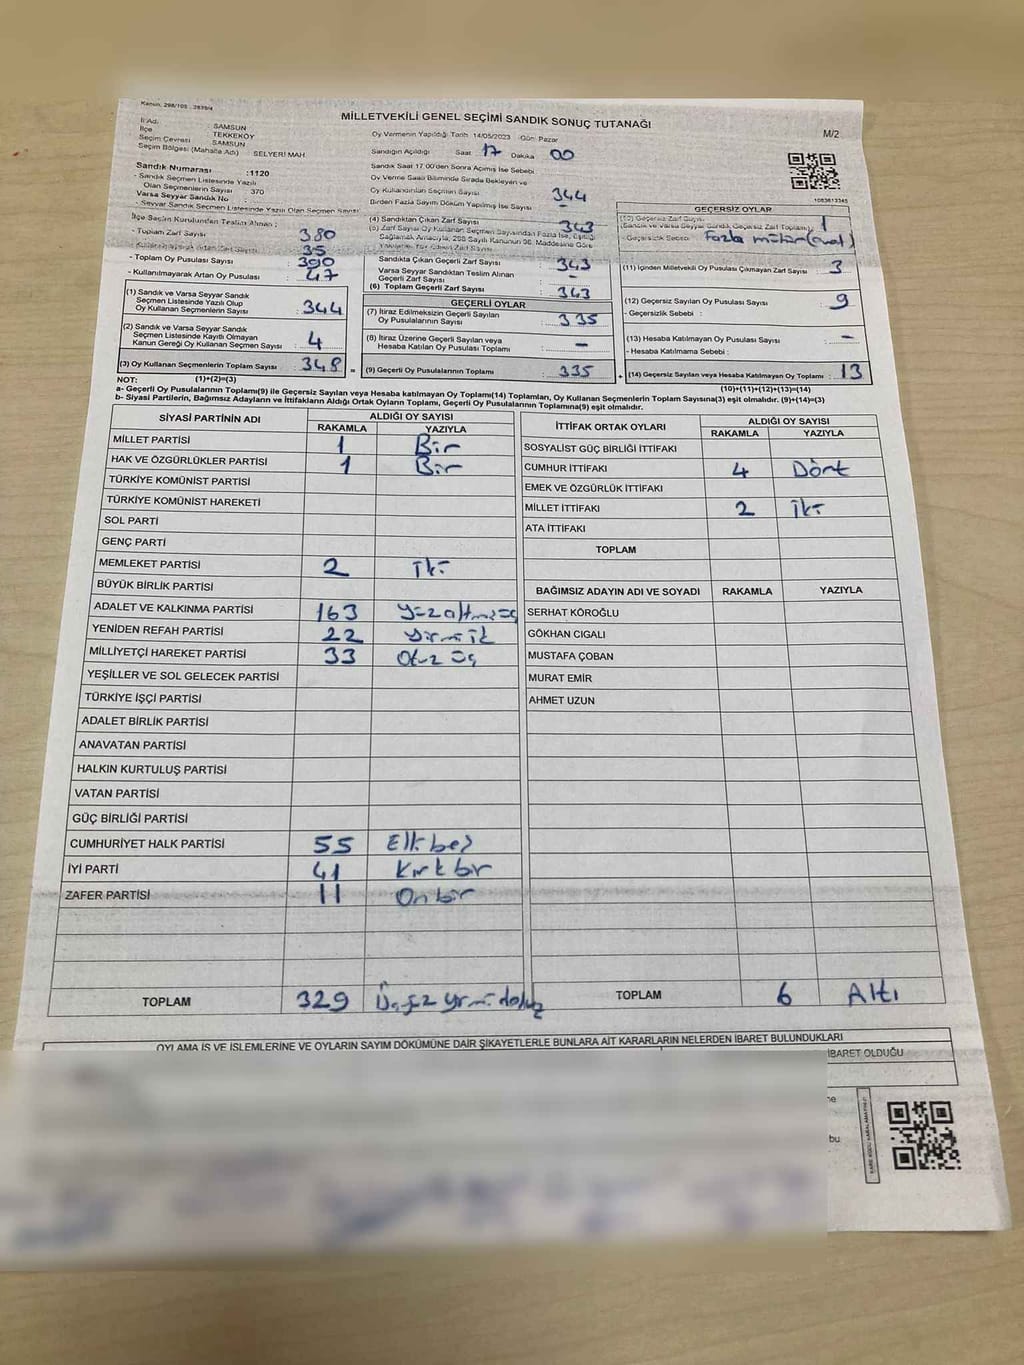 Kanun: 298/105 , 2839/4
MİLLETVEKİLİ GENEL SEÇİMİ SANDIK SONUÇ TUTANAĞI
M/2
İl Adı : SAMSUN
İlçe : TEKKEKÖY
Seçim Çevresi : SAMSUN
Seçim Bölgesi (Mahalle Adı) : SELYERİ MAH.
Oy Vermenin Yapıldığı Tarih: 14/05/2023 Gün: Pazar
Sandığın Açıldığı Saat 17 Dakika 00
Sandık Saat 17.00'den Sonra Açılmış İse Sebebi
Sandık Numarası : 1120
- Sandık Seçmen Listesinde Yazılı
Olan Seçmenlerin Sayısı : 370
Varsa Seyyar Sandık No
- Seyyar Sandık Seçmen Listesinde Yazılı Olan Seçmen Sayısı
Oy Verme Saati Bitiminde Sırada Bekleyen ve
Oy Kullandırılan Seçmen Sayısı 344
Birden Fazla Sayım Döküm Yapılmış İse Sayısı -
1083613345
İlçe Seçim Kurulundan Teslim Alınan ;
- Toplam Zarf Sayısı 380
35
- Toplam Oy Pusulası Sayısı : 390
- Kullanılmayarak Artan Oy Pusulası : 47
(4) Sandıktan Çıkan Zarf Sayısı 343
(5) Zarf Sayısı Oy Kullanan Seçmen Sayısından Fazla İse, Eşitliği
Sağlamak Amacıyla, 298 Sayılı Kanunun 98. Maddesine Göre
Sandıkta Çıkan Geçerli Zarf Sayısı : 343
Varsa Seyyar Sandıktan Teslim Alınan
Geçerli Zarf Sayısı : -
(6) Toplam Geçerli Zarf Sayısı : 343
GEÇERSİZ OYLAR
(10) Geçersiz Zarf Sayısı 1
(Sandık ve Varsa Seyyar Sandık Geçersiz Zarf Toplamı)
- Geçersizlik Sebebi : Fazla mühür
(11) İçinden Milletvekili Oy Pusulası Çıkmayan Zarf Sayısı : 3
(12) Geçersiz Sayılan Oy Pusulası Sayısı : 9
- Geçersizlik Sebebi :
(13) Hesaba Katılmayan Oy Pusulası Sayısı : -
- Hesaba Katılmama Sebebi :
(14) Geçersiz Sayılan veya Hesaba Katılmayan Oy Toplamı : 13
(10)+(11)+(12)+(13)=(14)
(1) Sandık ve Varsa Seyyar Sandık
Seçmen Listesinde Yazılı Olup
Oy Kullanan Seçmenlerin Sayısı : 344
(2) Sandık ve Varsa Seyyar Sandık
Seçmen Listesinde Kayıtlı Olmayan
Kanun Gereği Oy Kullanan Seçmen Sayısı : 4
(3) Oy Kullanan Seçmenlerin Toplam Sayısı : 348
(1)+(2)=(3)
GEÇERLİ OYLAR
(7) İtiraz Edilmeksizin Geçerli Sayılan
Oy Pusulalarının Sayısı : 335
(8) İtiraz Üzerine Geçerli Sayılan veya
Hesaba Katılan Oy Pusulası Toplamı : -
(9) Geçerli Oy Pusulalarının Toplamı : 335
NOT:
a- Geçerli Oy Pusulaları Toplamı(9) ile Geçersiz Sayılan veya Hesaba katılmayan Oy Toplamı(14) Toplamları, Oy Kullanan Seçmenlerin Toplam Sayısına(3) eşit olmalıdır. (9)+(14)=(3)
b- Siyasi Partilerin, Bağımsız Adayların ve İttifakların Aldığı Ortak Oyların Toplamı, Geçerli Oy Pusulalarının Toplamına(9) eşit olmalıdır.
SİYASİ PARTİNİN ADI ALDIĞI OY SAYISI
RAKAMLA YAZIYLA
MİLLET PARTİSİ 1 Bir
HAK VE ÖZGÜRLÜKLER PARTİSİ 1 Bir
TÜRKİYE KOMÜNİST PARTİSİ
TÜRKİYE KOMÜNİST HAREKETİ
SOL PARTİ
GENÇ PARTİ
MEMLEKET PARTİSİ 2 İki
BÜYÜK BİRLİK PARTİSİ
ADALET VE KALKINMA PARTİSİ 163 Yüzaltmışüç
YENİDEN REFAH PARTİSİ 22 Yirmiik
MİLLİYETÇİ HAREKET PARTİSİ 33 Otuz üç
YEŞİLLER VE SOL GELECEK PARTİSİ
TÜRKİYE İŞÇİ PARTİSİ
ADALET BİRLİK PARTİSİ
ANAVATAN PARTİSİ
HALKIN KURTULUŞ PARTİSİ
VATAN PARTİSİ
GÜÇ BİRLİĞİ PARTİSİ
CUMHURİYET HALK PARTİSİ 55 Elli beş
İYİ PARTİ 41 Kırk bir
ZAFER PARTİSİ 11 On bir
TOPLAM 329 Üçyüz yirmi dokuz
İTTİFAK ORTAK OYLARI ALDIĞI OY SAYISI
RAKAMLA YAZIYLA
SOSYALİST GÜÇ BİRLİĞİ İTTİFAKI
CUMHUR İTTİFAKI 4 Dört
EMEK VE ÖZGÜRLÜK İTTİFAKI
MİLLET İTTİFAKI 2 İki
ATA İTTİFAKI
TOPLAM
BAĞIMSIZ ADAYIN ADI VE SOYADI RAKAMLA YAZIYLA
SERHAT KÖROĞLU
GÖKHAN CIGALI
MUSTAFA ÇOBAN
MURAT EMİR
AHMET UZUN
TOPLAM 6 Altı
OYLAMA İŞ VE İŞLEMLERİNE VE OYLARIN SAYIM DÖKÜMÜNE DAİR ŞİKAYETLERLE BUNLARA AİT KARARLARIN NELERDEN İBARET BULUNDUKLARI
İBARET OLDUĞU
ne
bu